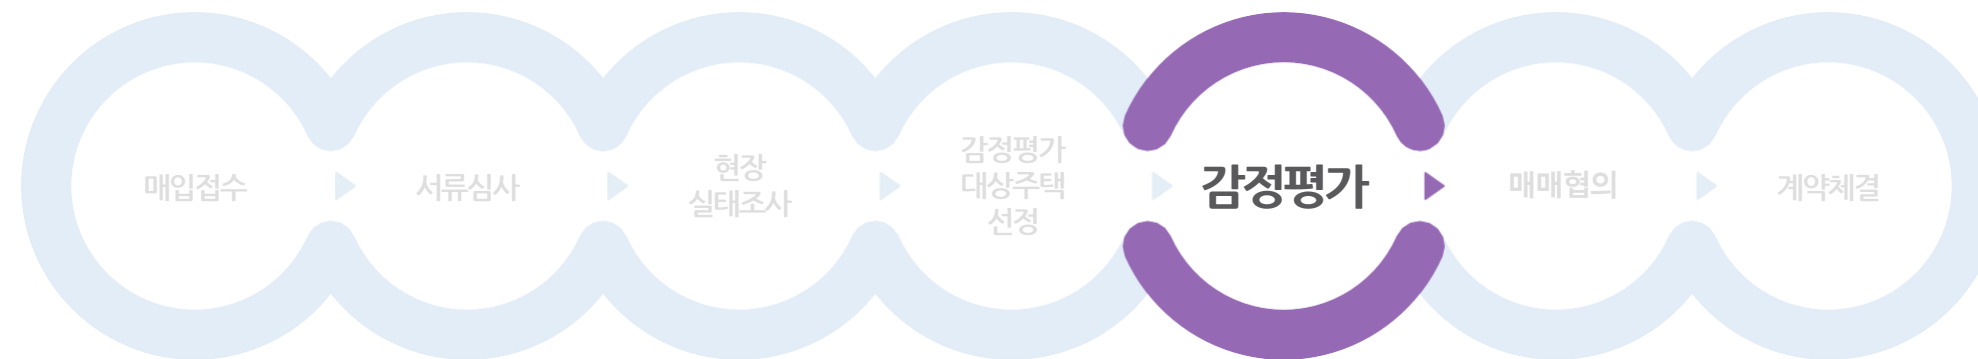 매입접수
서류심사
현장
실태조사
감정평가
대상주택
선정
감정평가
매매협의
계약체결